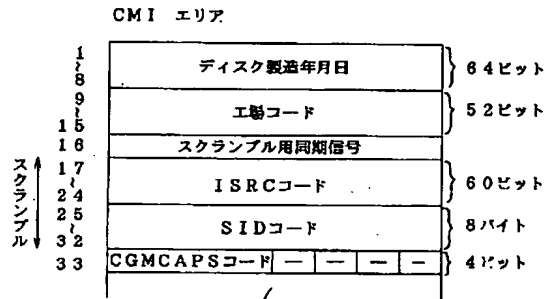 CMI エリア
1
～
8
ディスク製造年月日
64ビット
9
～
15
工場コード
52ビット
16
スクランブル用同期信号
スクランブル
17
～
24
ISRCコード
60ビット
25
～
32
SIDコード
8バイト
33
CGMCAPSコード
－
－
－
－
4ビット